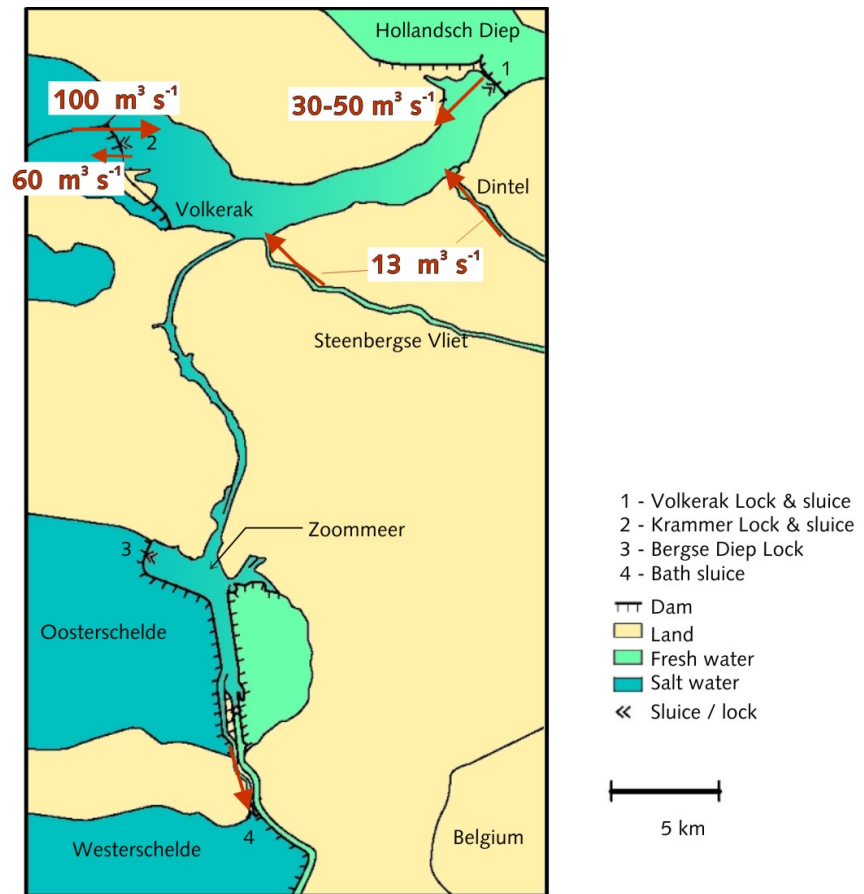 Hollandsch Diep
1
100 m³ s⁻¹
30-50 m³ s⁻¹
2
60 m³ s⁻¹
Dintel
Volkerak
13 m³ s⁻¹
Steenbergse Vliet
1 - Volkerak Lock & sluice
2 - Krammer Lock & sluice
3 - Bergse Diep Lock
4 - Bath sluice
Dam
Land
Fresh water
Salt water
Sluice / lock
Zoommeer
3
Oosterschelde
5 km
4
Belgium
Westerschelde